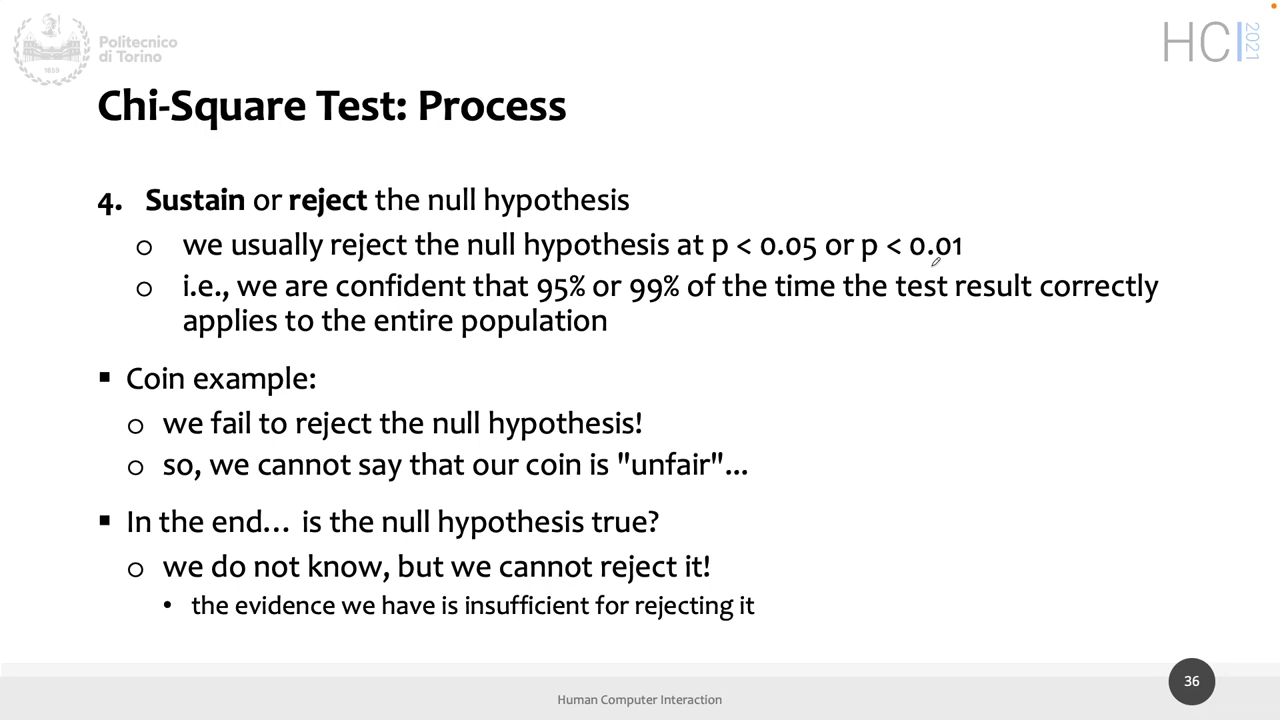 Politecnico
di Torino
1859
HCI
2021
Chi-Square Test: Process
4. Sustain or reject the null hypothesis
o we usually reject the null hypothesis at p < 0.05 or p < 0.01
o i.e., we are confident that 95% or 99% of the time the test result correctly
applies to the entire population
▪ Coin example:
o we fail to reject the null hypothesis!
o so, we cannot say that our coin is "unfair"...
▪ In the end… is the null hypothesis true?
o we do not know, but we cannot reject it!
• the evidence we have is insufficient for rejecting it
Human Computer Interaction
36